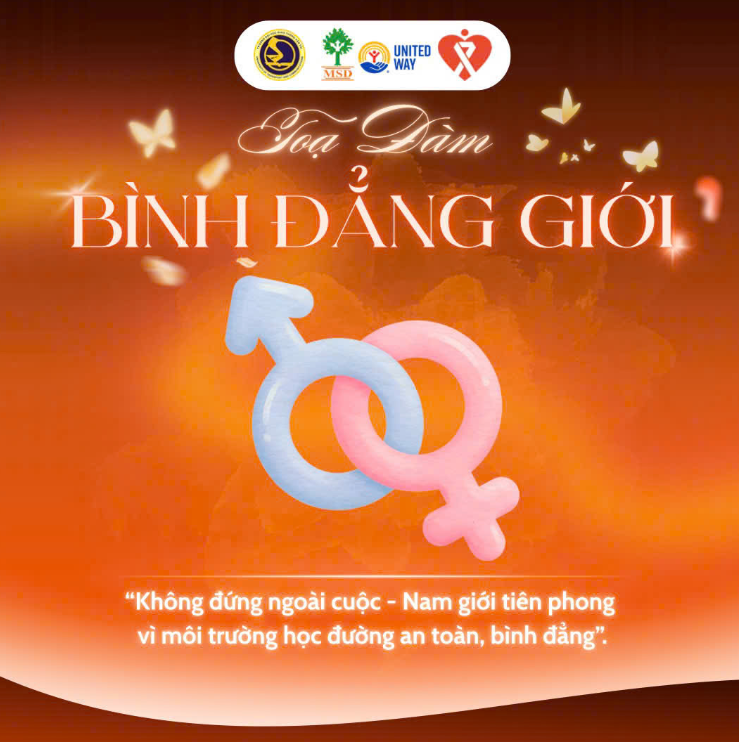 MSD
UNITED
WAY
Toạ Đàm
BÌNH ĐẲNG GIỚI
“Không đứng ngoài cuộc - Nam giới tiên phong
vì môi trường học đường an toàn, bình đẳng”.